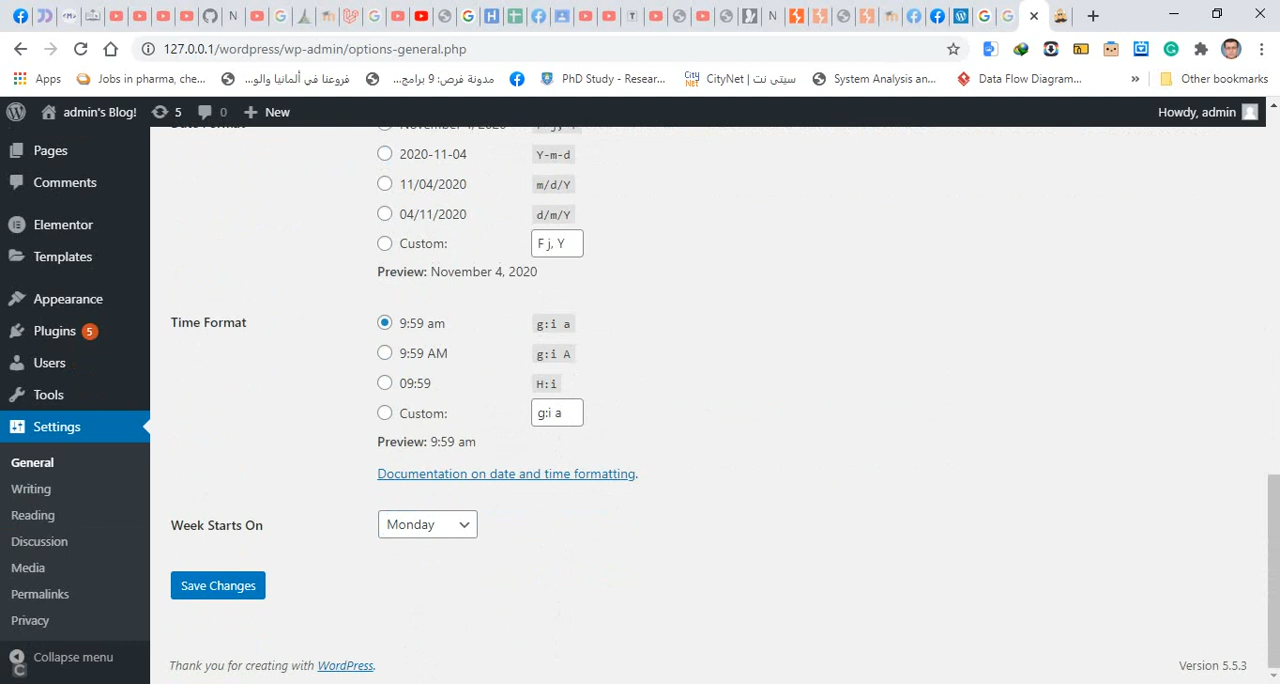 127.0.0.1/wordpress/wp-admin/options-general.php
Apps
Jobs in pharma, che...
فروعنا في ألمانيا والو...
مدونة فرص: 9 برامج...
PhD Study - Resear...
CityNet | سيتي نت
System Analysis an...
Data Flow Diagram...
»
Other bookmarks
admin's Blog!
5
0
New
Howdy, admin
Pages
Comments
Elementor
Templates
Appearance
Plugins 5
Users
Tools
Settings
General
Writing
Reading
Discussion
Media
Permalinks
Privacy
Collapse menu
Date Format
November 4, 2020 F j, Y
2020-11-04 Y-m-d
11/04/2020 m/d/Y
04/11/2020 d/m/Y
Custom: F j, Y
Preview: November 4, 2020
Time Format
9:59 am g:i a
9:59 AM g:i A
09:59 H:i
Custom: g:i a
Preview: 9:59 am
Documentation on date and time formatting.
Week Starts On
Monday
Save Changes
Thank you for creating with WordPress.
Version 5.5.3